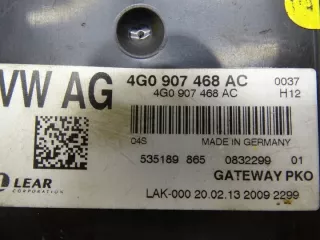 VW AG 4G0 907 468 AC 0037
4G0 907 468 AC H12
04S MADE IN GERMANY
535189 865 0832299 01
GATEWAY PKO
LEAR
CORPORATION
LAK-000 20.02.13 2009 2299